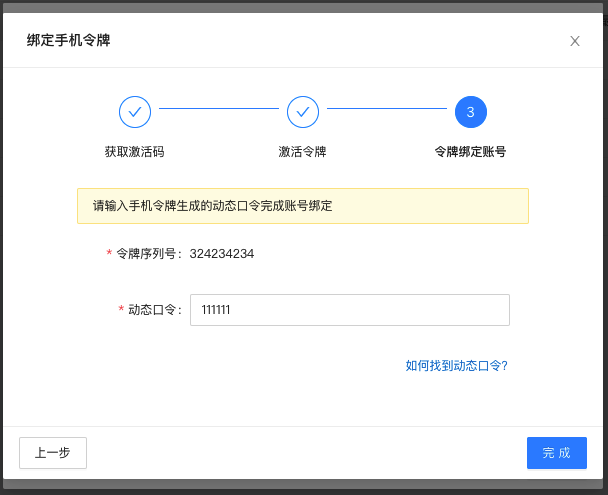 绑定手机令牌
3
获取激活码
激活令牌
令牌绑定账号
请输入手机令牌生成的动态口令完成账号绑定
* 令牌序列号: 324234234
* 动态口令: 111111
如何找到动态口令?
上一步
完 成